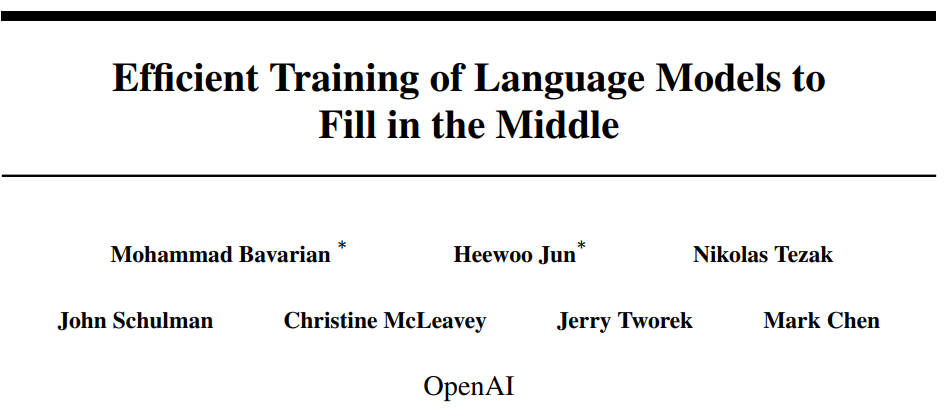 Efficient Training of Language Models to
Fill in the Middle
Mohammad Bavarian * Heewoo Jun* Nikolas Tezak
John Schulman Christine McLeavey Jerry Tworek Mark Chen
OpenAI